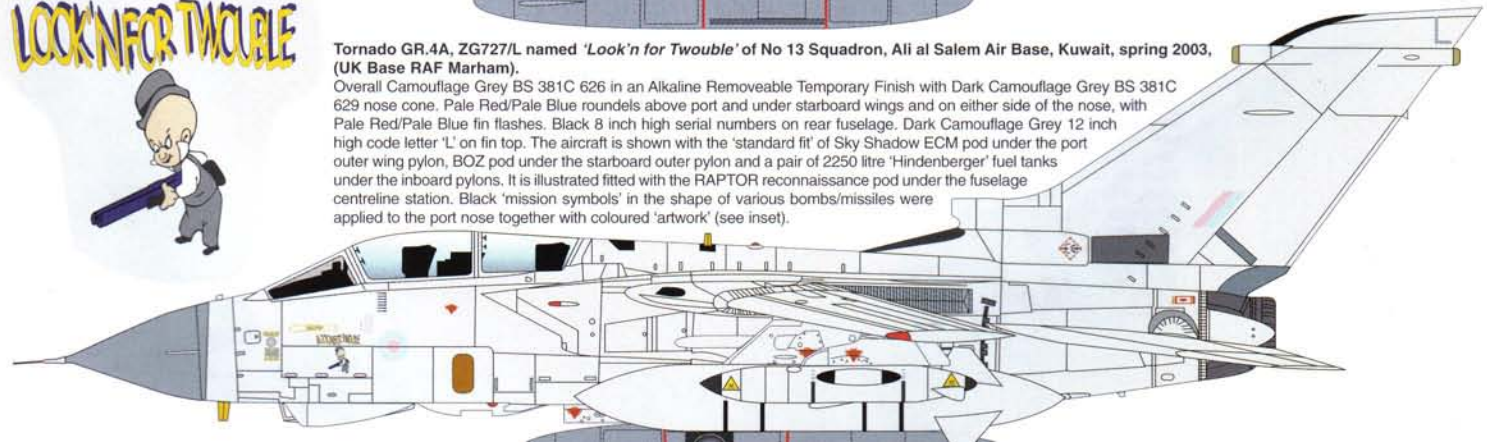 LOOK'N FOR TWOUBLE
Tornado GR.4A, ZG727/L named 'Look'n for Twouble' of No 13 Squadron, Ali al Salem Air Base, Kuwait, spring 2003,
(UK Base RAF Marham).
Overall Camouflage Grey BS 381C 626 in an Alkaline Removeable Temporary Finish with Dark Camouflage Grey BS 381C
629 nose cone. Pale Red/Pale Blue roundels above port and under starboard wings and on either side of the nose, with
Pale Red/Pale Blue fin flashes. Black 8 inch high serial numbers on rear fuselage. Dark Camouflage Grey 12 inch
high code letter 'L' on fin top. The aircraft is shown with the 'standard fit' of Sky Shadow ECM pod under the port
outer wing pylon, BOZ pod under the starboard outer pylon and a pair of 2250 litre 'Hindenberger' fuel tanks
under the inboard pylons. It is illustrated fitted with the RAPTOR reconnaissance pod under the fuselage
centreline station. Black 'mission symbols' in the shape of various bombs/missiles were
applied to the port nose together with coloured 'artwork' (see inset).
L
LOOK'N FOR TWOUBLE